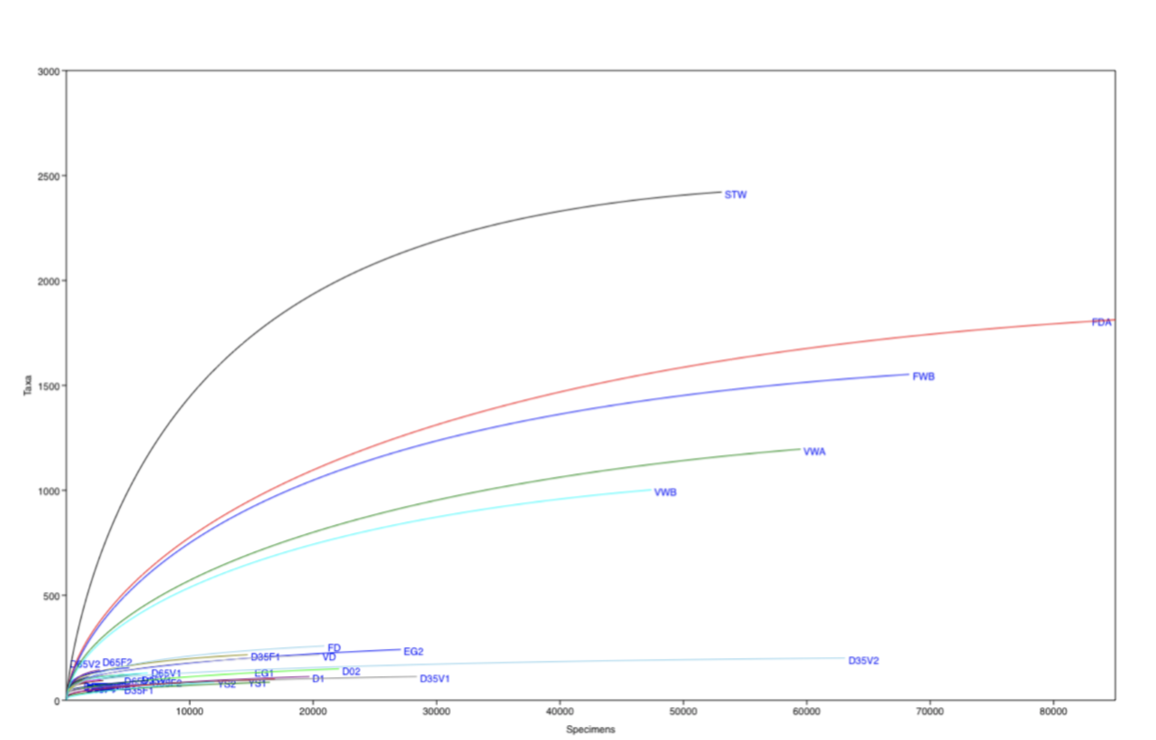 3000
2500
STW
2000
FDA
Taxa
1500
FWB
VWA
1000
VWB
500
FD
EG2
D35F1
VD
D35V2
D65F2
D65V1
EG1
D02
D1
D35V1
YS2
YS1
D35F1
0
10000
20000
30000
40000
50000
60000
70000
80000
Specimens